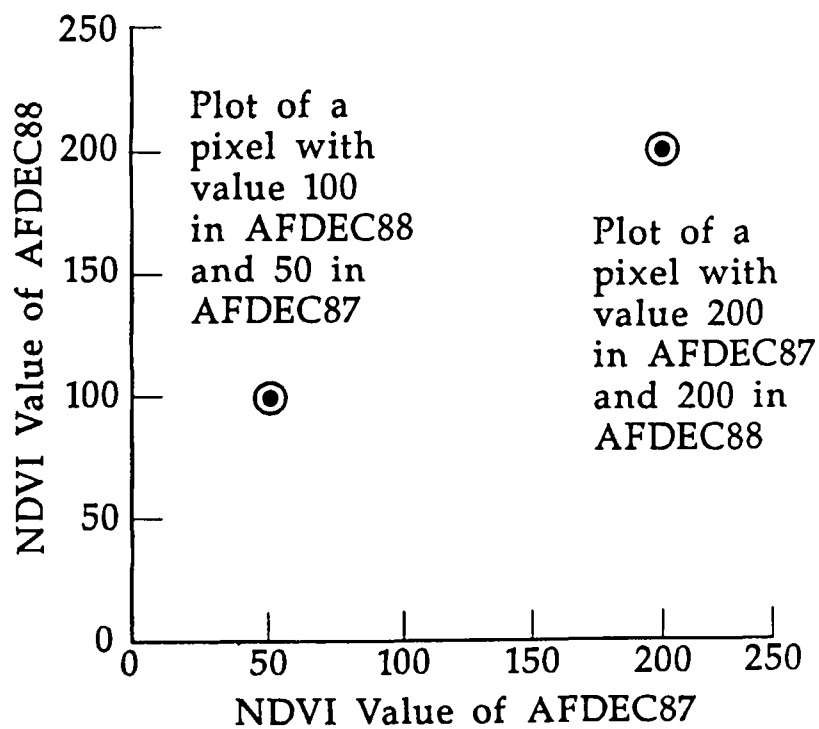 250
200
150
100
50
0
NDVI Value of AFDEC88
Plot of a
pixel with
value 100
in AFDEC88
and 50 in
AFDEC87
Plot of a
pixel with
value 200
in AFDEC87
and 200 in
AFDEC88
0 50 100 150 200 250
NDVI Value of AFDEC87